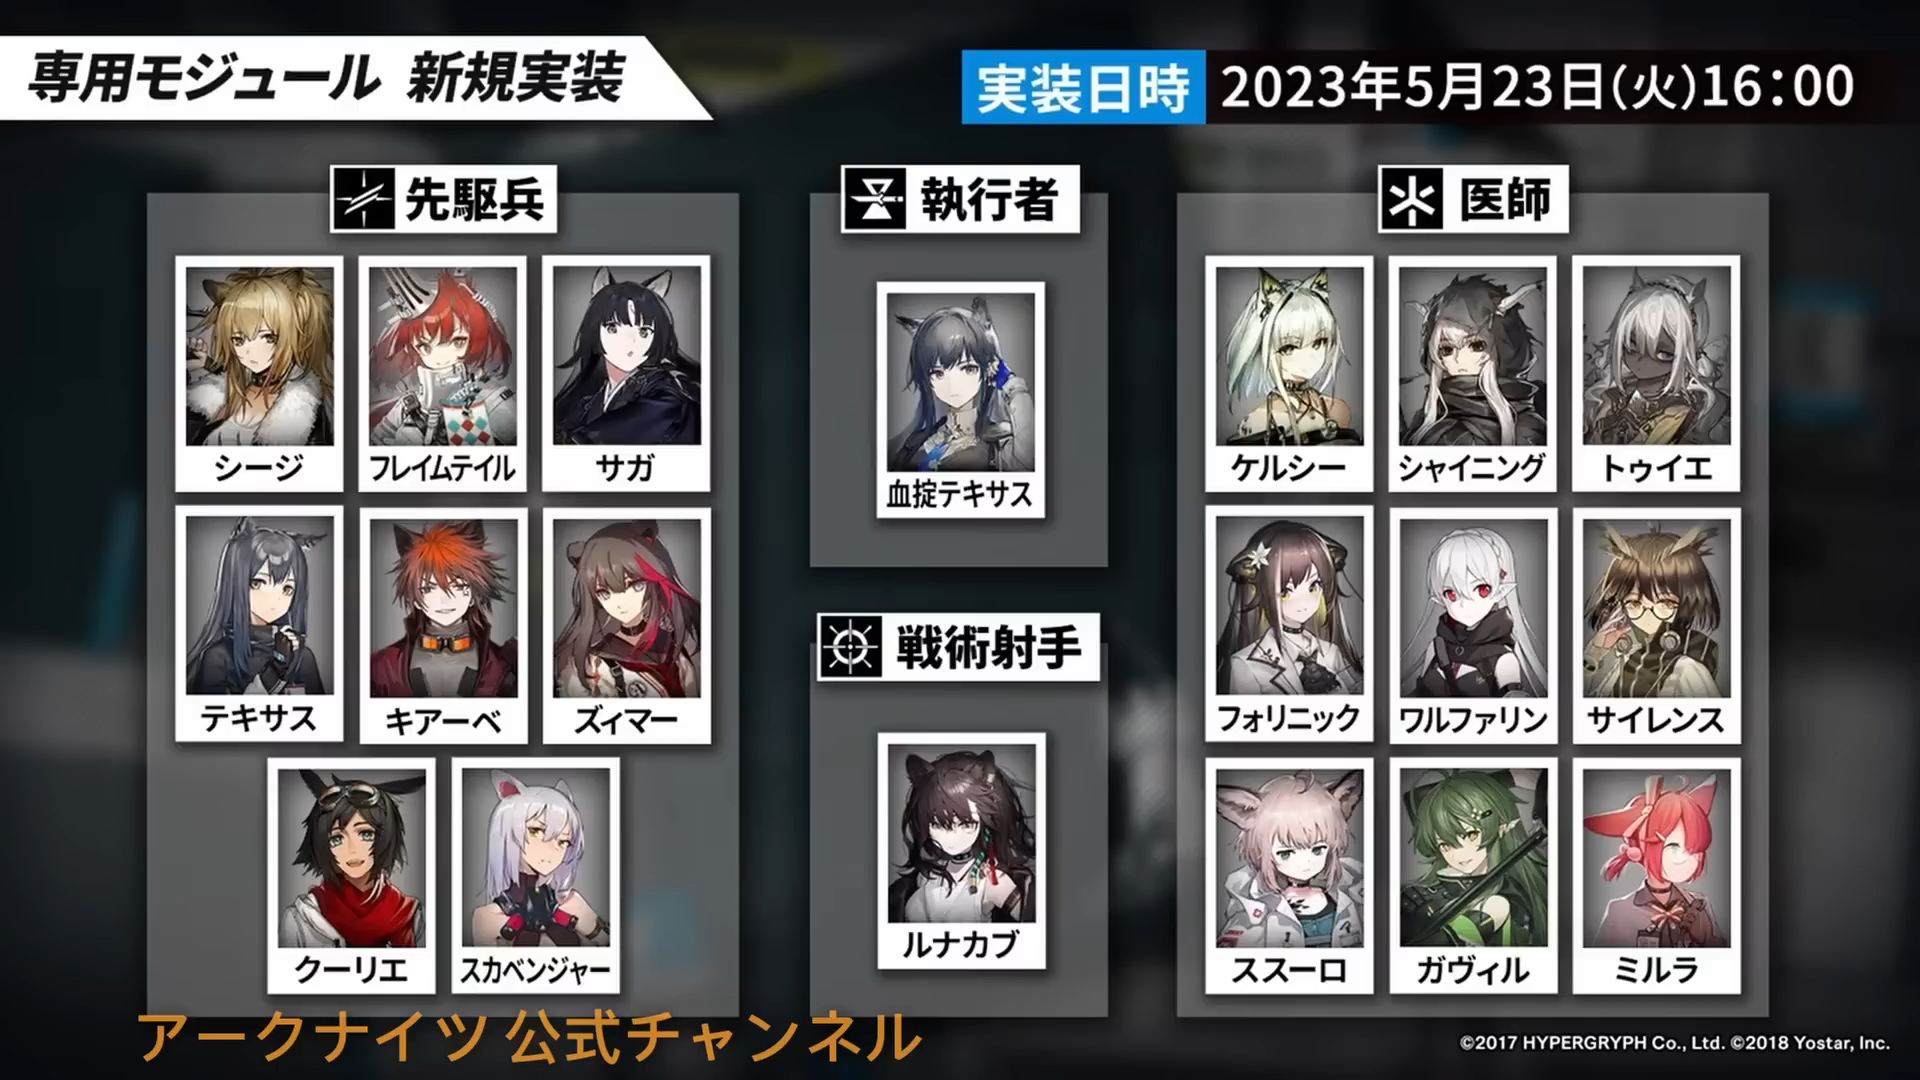 専用モジュール 新規実装
実装日時 2023年5月23日(火)16:00
先駆兵
シージ フレイムテイル サガ
テキサス キアーベ ズィマー
クーリエ スカベンジャー
執行者
血掟テキサス
戦術射手
ルナカブ
医師
ケルシー シャイニング トゥイエ
フォリニック ワルファリン サイレンス
ススーロ ガヴィル ミルラ
アークナイツ 公式チャンネル
©2017 HYPERGRYPH Co., Ltd. ©2018 Yostar, Inc.